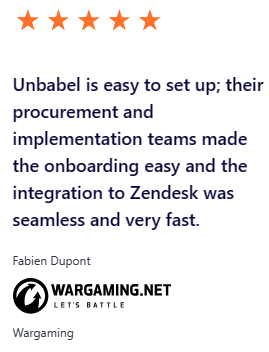 Unbabel is easy to set up; their
procurement and
implementation teams made
the onboarding easy and the
integration to Zendesk was
seamless and very fast.
Fabien Dupont
WARGAMING.NET
LET'S BATTLE
Wargaming